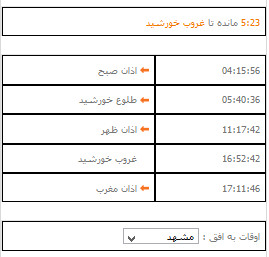 5:23 مانده تا غروب خورشید
04:15:56 اذان صبح
05:40:36 طلوع خورشید
11:17:42 اذان ظهر
16:52:42 غروب خورشید
17:11:46 اذان مغرب
اوقات به افق : مشهد